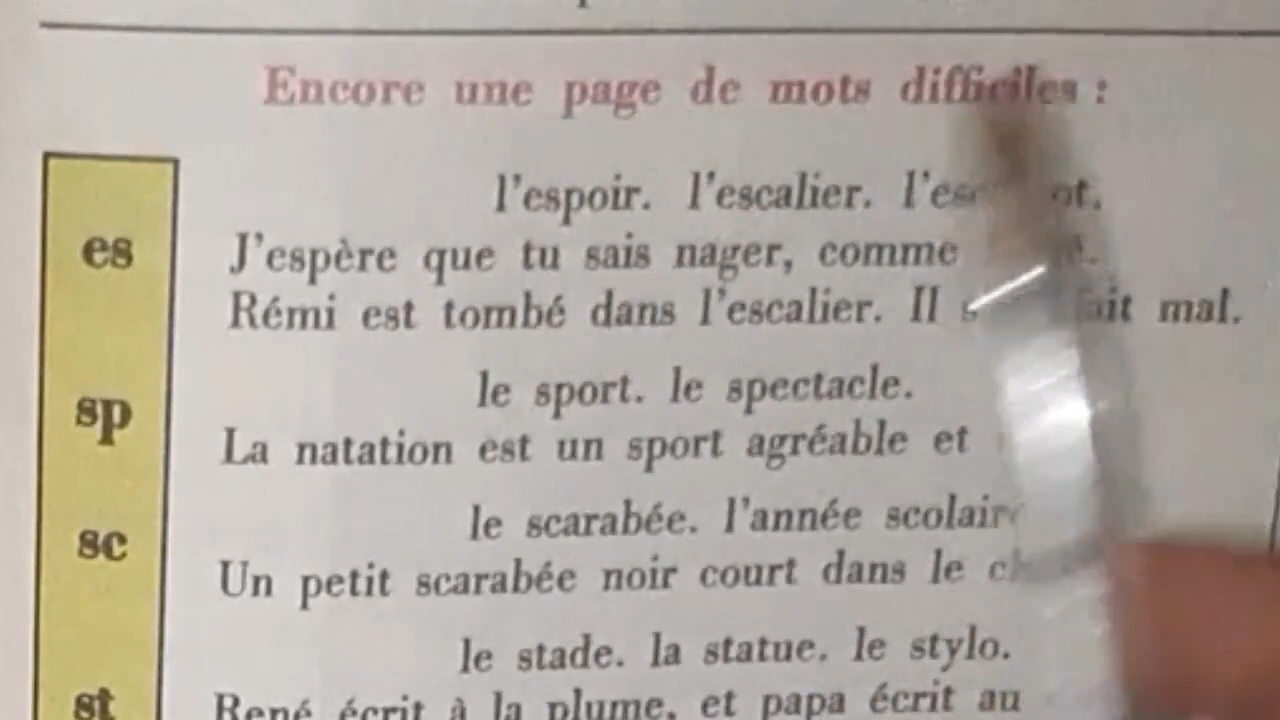 Encore une page de mots difficiles :
l'espoir. l'escalier.
es
J'espère que tu sais nager, comme
Rémi est tombé dans l'escalier. Il fait mal.
le sport. le spectacle.
sp
La natation est un sport agréable et
le scarabée. l'année scolaire
sc
Un petit scarabée noir court dans le
le stade. la statue. le stylo.
st
René écrit à la plume, et papa écrit au